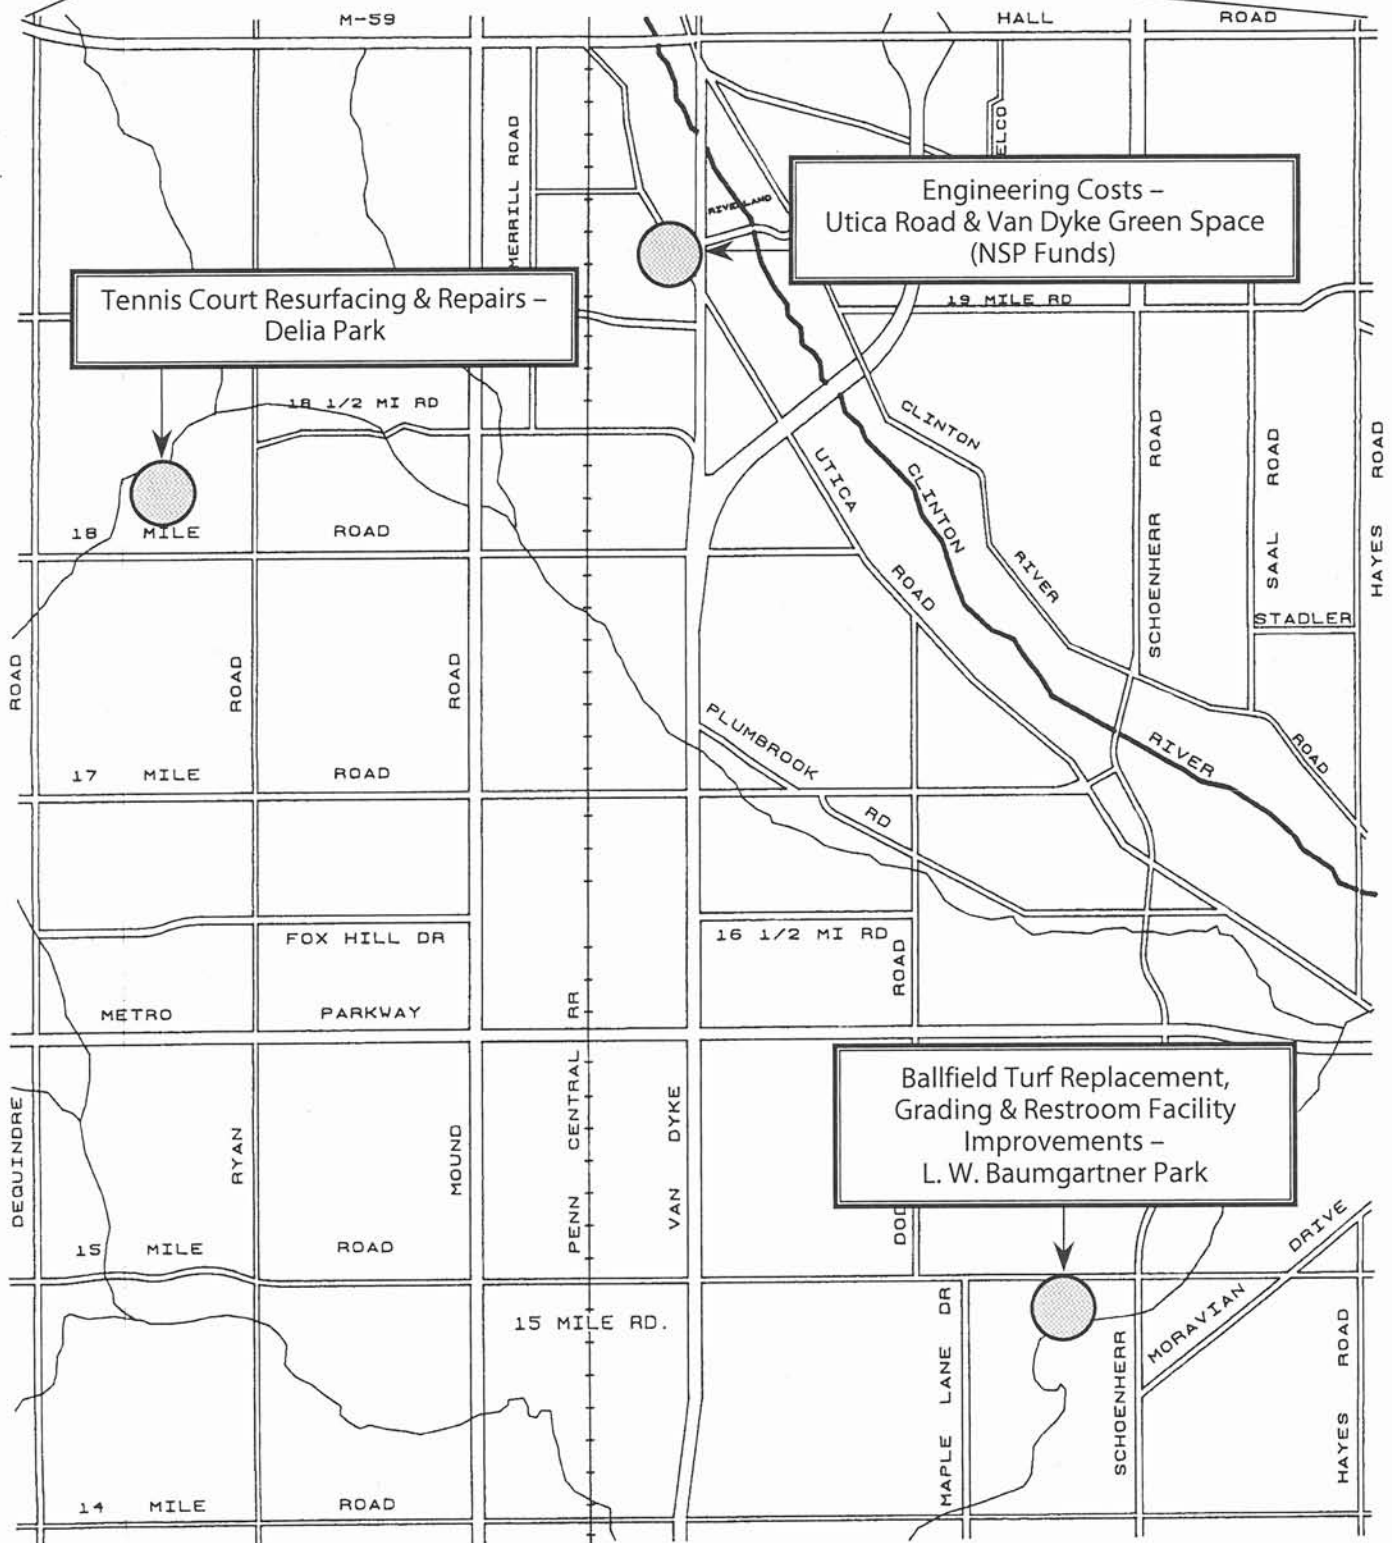 M-59
HALL ROAD
MERRILL ROAD
ELCO
RIVERLAND
Engineering Costs –
Utica Road & Van Dyke Green Space
(NSP Funds)
Tennis Court Resurfacing & Repairs –
Delia Park
19 MILE RD
18 1/2 MI RD
CLINTON
RIVER
ROAD
UTICA
ROAD
CLINTON
RIVER
SCHOENHERR ROAD
SAAL ROAD
HAYES ROAD
18 MILE ROAD
STADLER
ROAD
ROAD
ROAD
PLUMBROOK
RD
17 MILE ROAD
FOX HILL DR
16 1/2 MI RD
ROAD
METRO PARKWAY
PENN CENTRAL RR
VAN DYKE
Ballfield Turf Replacement,
Grading & Restroom Facility
Improvements –
L. W. Baumgartner Park
DEQUINDRE
RYAN
MOUND
DOD
MORAVIAN DRIVE
15 MILE ROAD
15 MILE RD.
MAPLE LANE DR
SCHOENHERR
HAYES ROAD
14 MILE ROAD